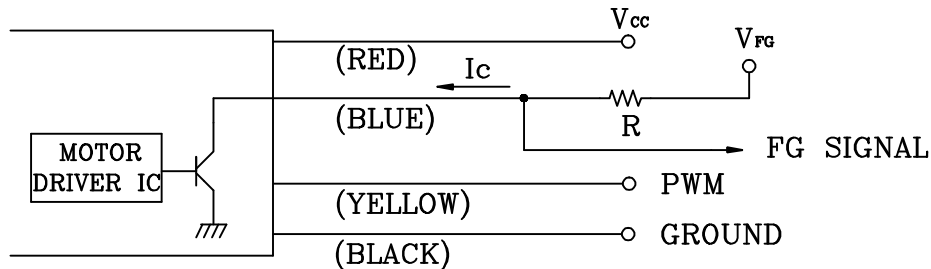 Vcc
(RED)
VFG
Ic
(BLUE)
R
FG SIGNAL
MOTOR
DRIVER IC
PWM
(YELLOW)
GROUND
(BLACK)